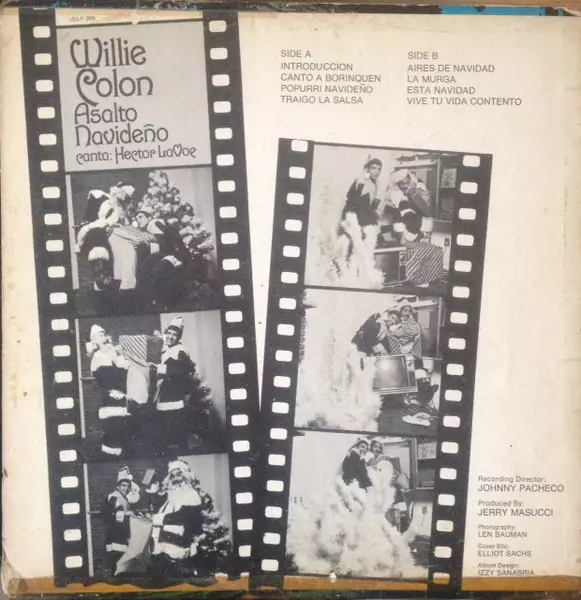 Willie
Colon
Asalto
Navideño
canta: Hector LaVoe
SIDE A
INTRODUCCION
CANTO A BORINQUEN
POPURRI NAVIDEÑO
TRAIGO LA SALSA
SIDE B
AIRES DE NAVIDAD
LA MURGA
ESTA NAVIDAD
VIVE TU VIDA CONTENTO
Recording Director:
JOHNNY PACHECO
Produced By:
JERRY MASUCCI
Photography:
LEN BAUMAN
Cover Site:
ELLIOT SACHS
Album Design:
IZZY SANABRIA